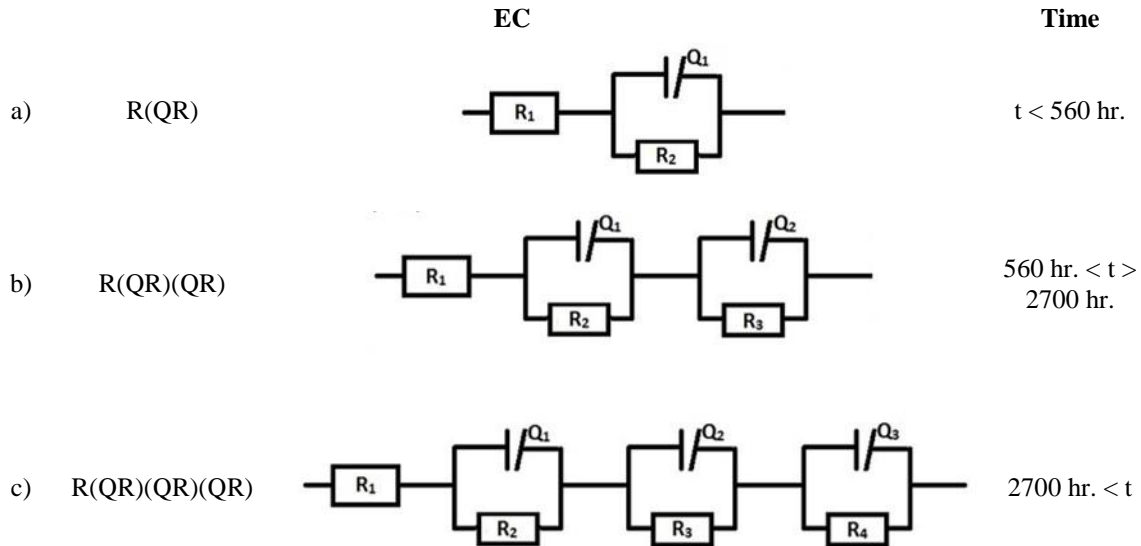 EC Time
Q₁
a) R(QR) R₁ t < 560 hr.
R₂
Q₁ Q₂
b) R(QR)(QR) R₁ 560 hr. < t >
2700 hr.
R₂ R₃
Q₁ Q₂ Q₃
c) R(QR)(QR)(QR) R₁ 2700 hr. < t
R₂ R₃ R₄